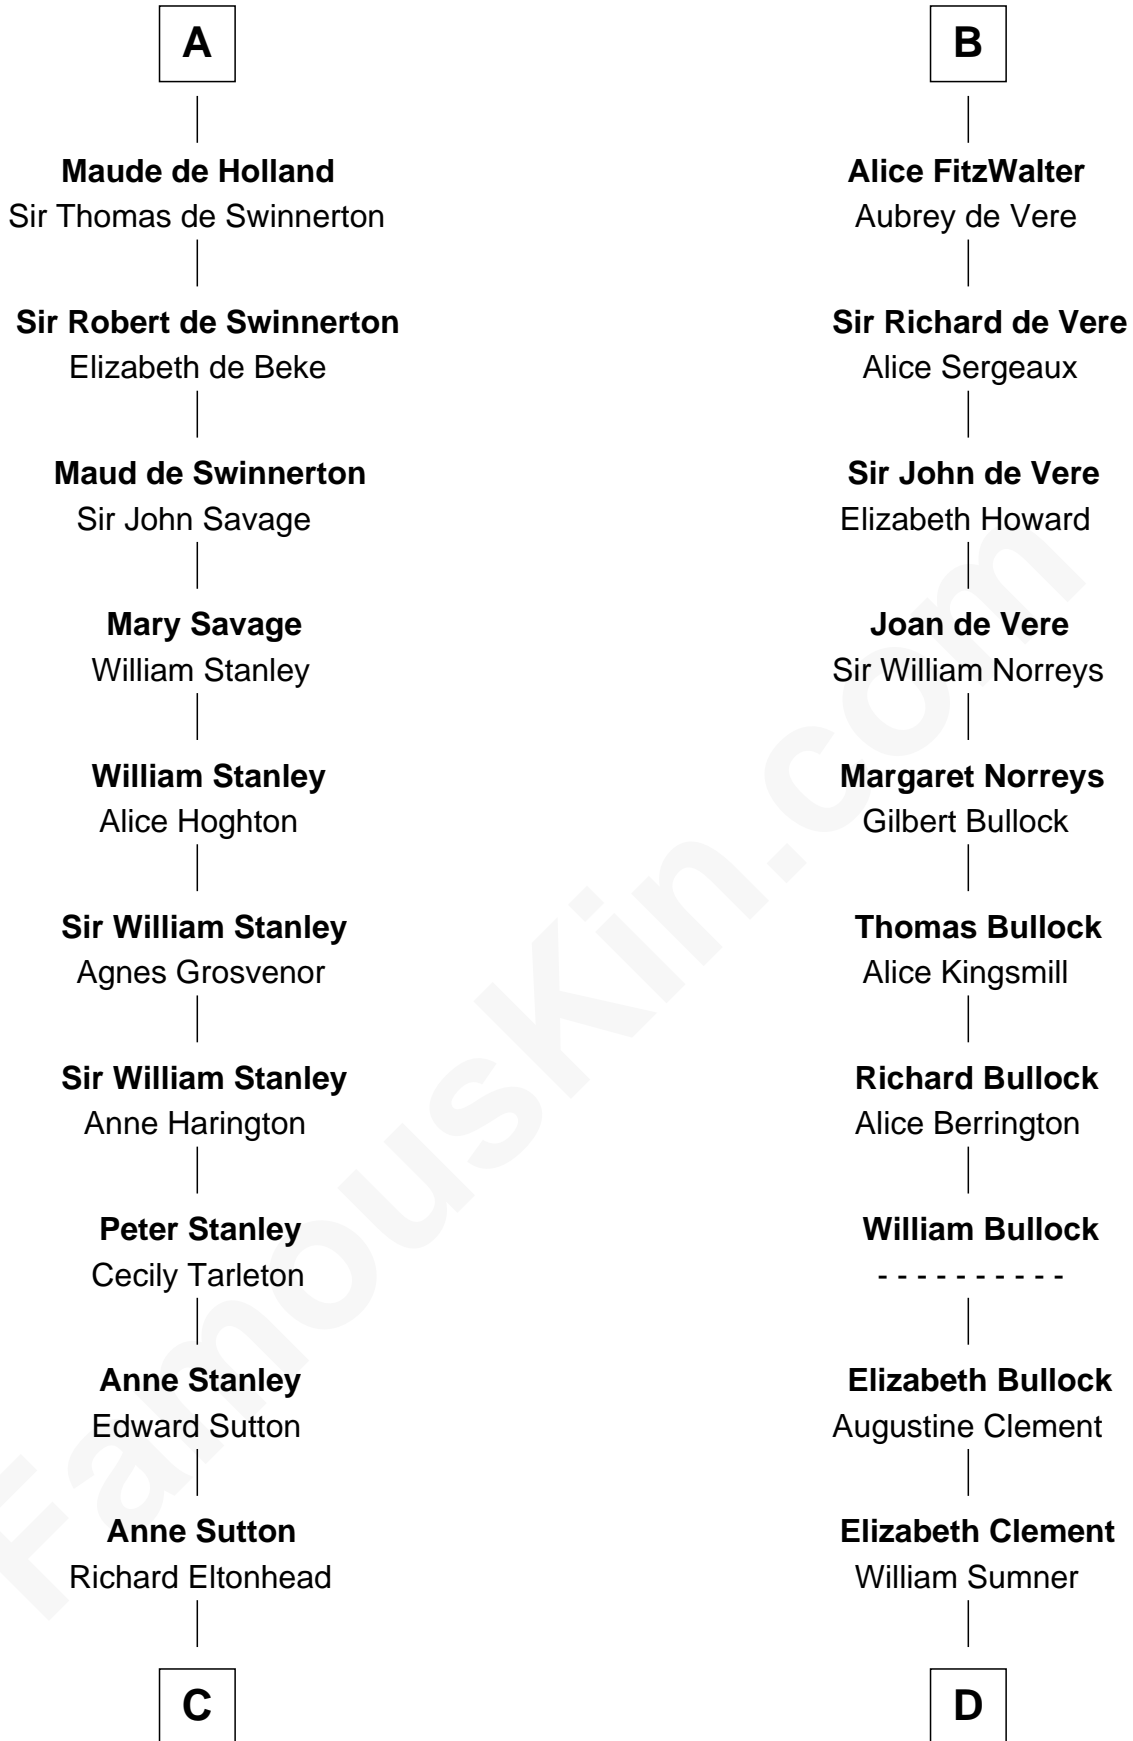 A
Maude de Holland
Sir Thomas de Swinnerton
Sir Robert de Swinnerton
Elizabeth de Beke
Maud de Swinnerton
Sir John Savage
Mary Savage
William Stanley
William Stanley
Alice Hoghton
Sir William Stanley
Agnes Grosvenor
Sir William Stanley
Anne Harington
Peter Stanley
Cecily Tarleton
Anne Stanley
Edward Sutton
Anne Sutton
Richard Eltonhead
C
B
Alice FitzWalter
Aubrey de Vere
Sir Richard de Vere
Alice Sergeaux
Sir John de Vere
Elizabeth Howard
Joan de Vere
Sir William Norreys
Margaret Norreys
Gilbert Bullock
Thomas Bullock
Alice Kingsmill
Richard Bullock
Alice Berrington
William Bullock
- - - - - - - - - -
Elizabeth Bullock
Augustine Clement
Elizabeth Clement
William Sumner
D
FamousKin.com